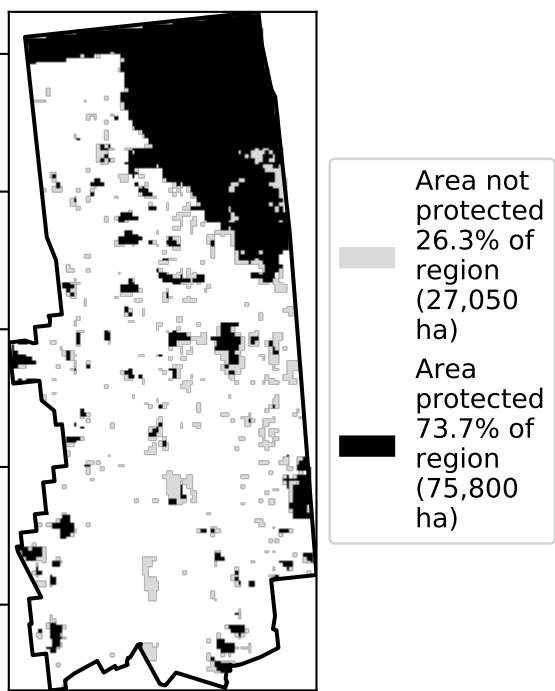 Area not
protected
26.3% of
region
(27,050
ha)
Area
protected
73.7% of
region
(75,800
ha)